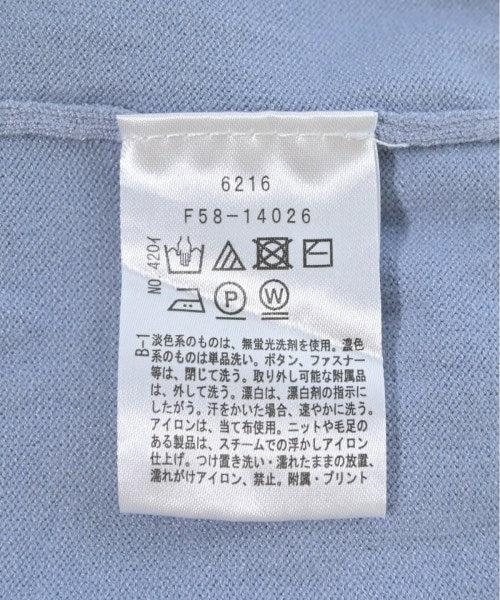 6216
F58-14026
NO.4204
P
W
B-1
淡色系のものは、無蛍光洗剤を使用。濃色
系のものは単品洗い。ボタン、ファスナー
等は、閉じて洗う。取り外し可能な附属品
は、外して洗う。漂白は、漂白剤の指示に
したがう。汗をかいた場合、速やかに洗う。
アイロンは、当て布使用。ニットや毛足の
ある製品は、スチームでの浮かしアイロン
仕上げ。つけ置き洗い・濡れたままの放置、
濡れがけアイロン、禁止。附属・プリント